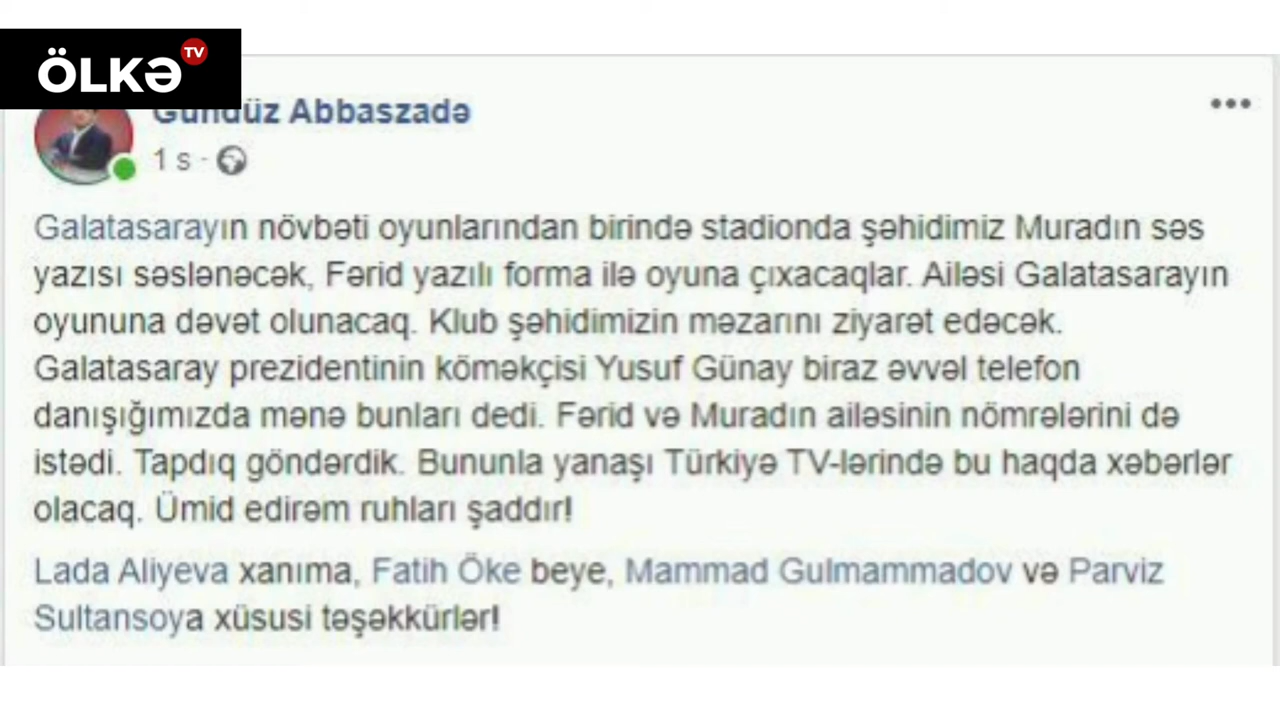 ÖLKƏ TV
Gündüz Abbaszadə
1 s ·
Galatasarayın növbəti oyunlarından birində stadionda şəhidimiz Muradın səs
yazısı səslənəcək, Fərid yazılı forma ilə oyuna çıxacaqlar. Ailəsi Galatasarayın
oyununa dəvət olunacaq. Klub şəhidimizin məzarını ziyarət edəcək.
Galatasaray prezidentinin köməkçisi Yusuf Günay biraz əvvəl telefon
danışığımızda mənə bunları dedi. Fərid və Muradın ailəsinin nömrələrini də
istədi. Tapdıq göndərdik. Bununla yanaşı Türkiyə TV-lərində bu haqda xəbərlər
olacaq. Ümid edirəm ruhları şaddır!
Lada Aliyeva xanıma, Fatih Öke beye, Mammad Gulmammadov və Parviz
Sultansoya xüsusi təşəkkürlər!